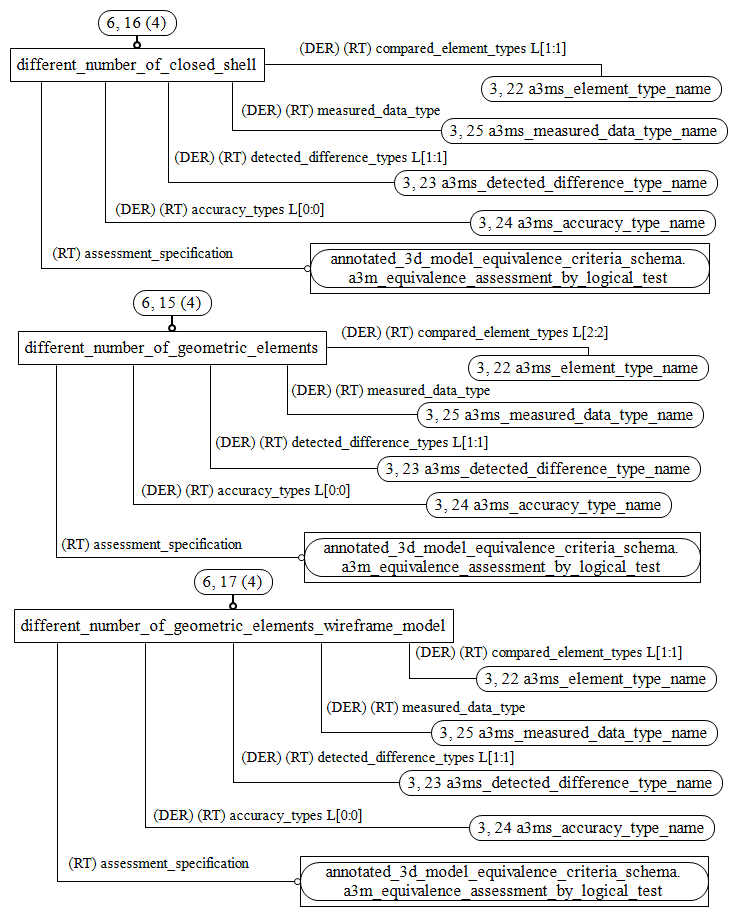 6, 16 (4)
different_number_of_closed_shell
(DER) (RT) compared_element_types L[1:1]
3, 22 a3ms_element_type_name
(DER) (RT) measured_data_type
3, 25 a3ms_measured_data_type_name
(DER) (RT) detected_difference_types L[1:1]
3, 23 a3ms_detected_difference_type_name
(DER) (RT) accuracy_types L[0:0]
3, 24 a3ms_accuracy_type_name
(RT) assessment_specification
annotated_3d_model_equivalence_criteria_schema.
a3m_equivalence_assessment_by_logical_test
6, 15 (4)
different_number_of_geometric_elements
(DER) (RT) compared_element_types L[2:2]
3, 22 a3ms_element_type_name
(DER) (RT) measured_data_type
3, 25 a3ms_measured_data_type_name
(DER) (RT) detected_difference_types L[1:1]
3, 23 a3ms_detected_difference_type_name
(DER) (RT) accuracy_types L[0:0]
3, 24 a3ms_accuracy_type_name
(RT) assessment_specification
annotated_3d_model_equivalence_criteria_schema.
a3m_equivalence_assessment_by_logical_test
6, 17 (4)
different_number_of_geometric_elements_wireframe_model
(DER) (RT) compared_element_types L[1:1]
3, 22 a3ms_element_type_name
(DER) (RT) measured_data_type
3, 25 a3ms_measured_data_type_name
(DER) (RT) detected_difference_types L[1:1]
3, 23 a3ms_detected_difference_type_name
(DER) (RT) accuracy_types L[0:0]
3, 24 a3ms_accuracy_type_name
(RT) assessment_specification
annotated_3d_model_equivalence_criteria_schema.
a3m_equivalence_assessment_by_logical_test